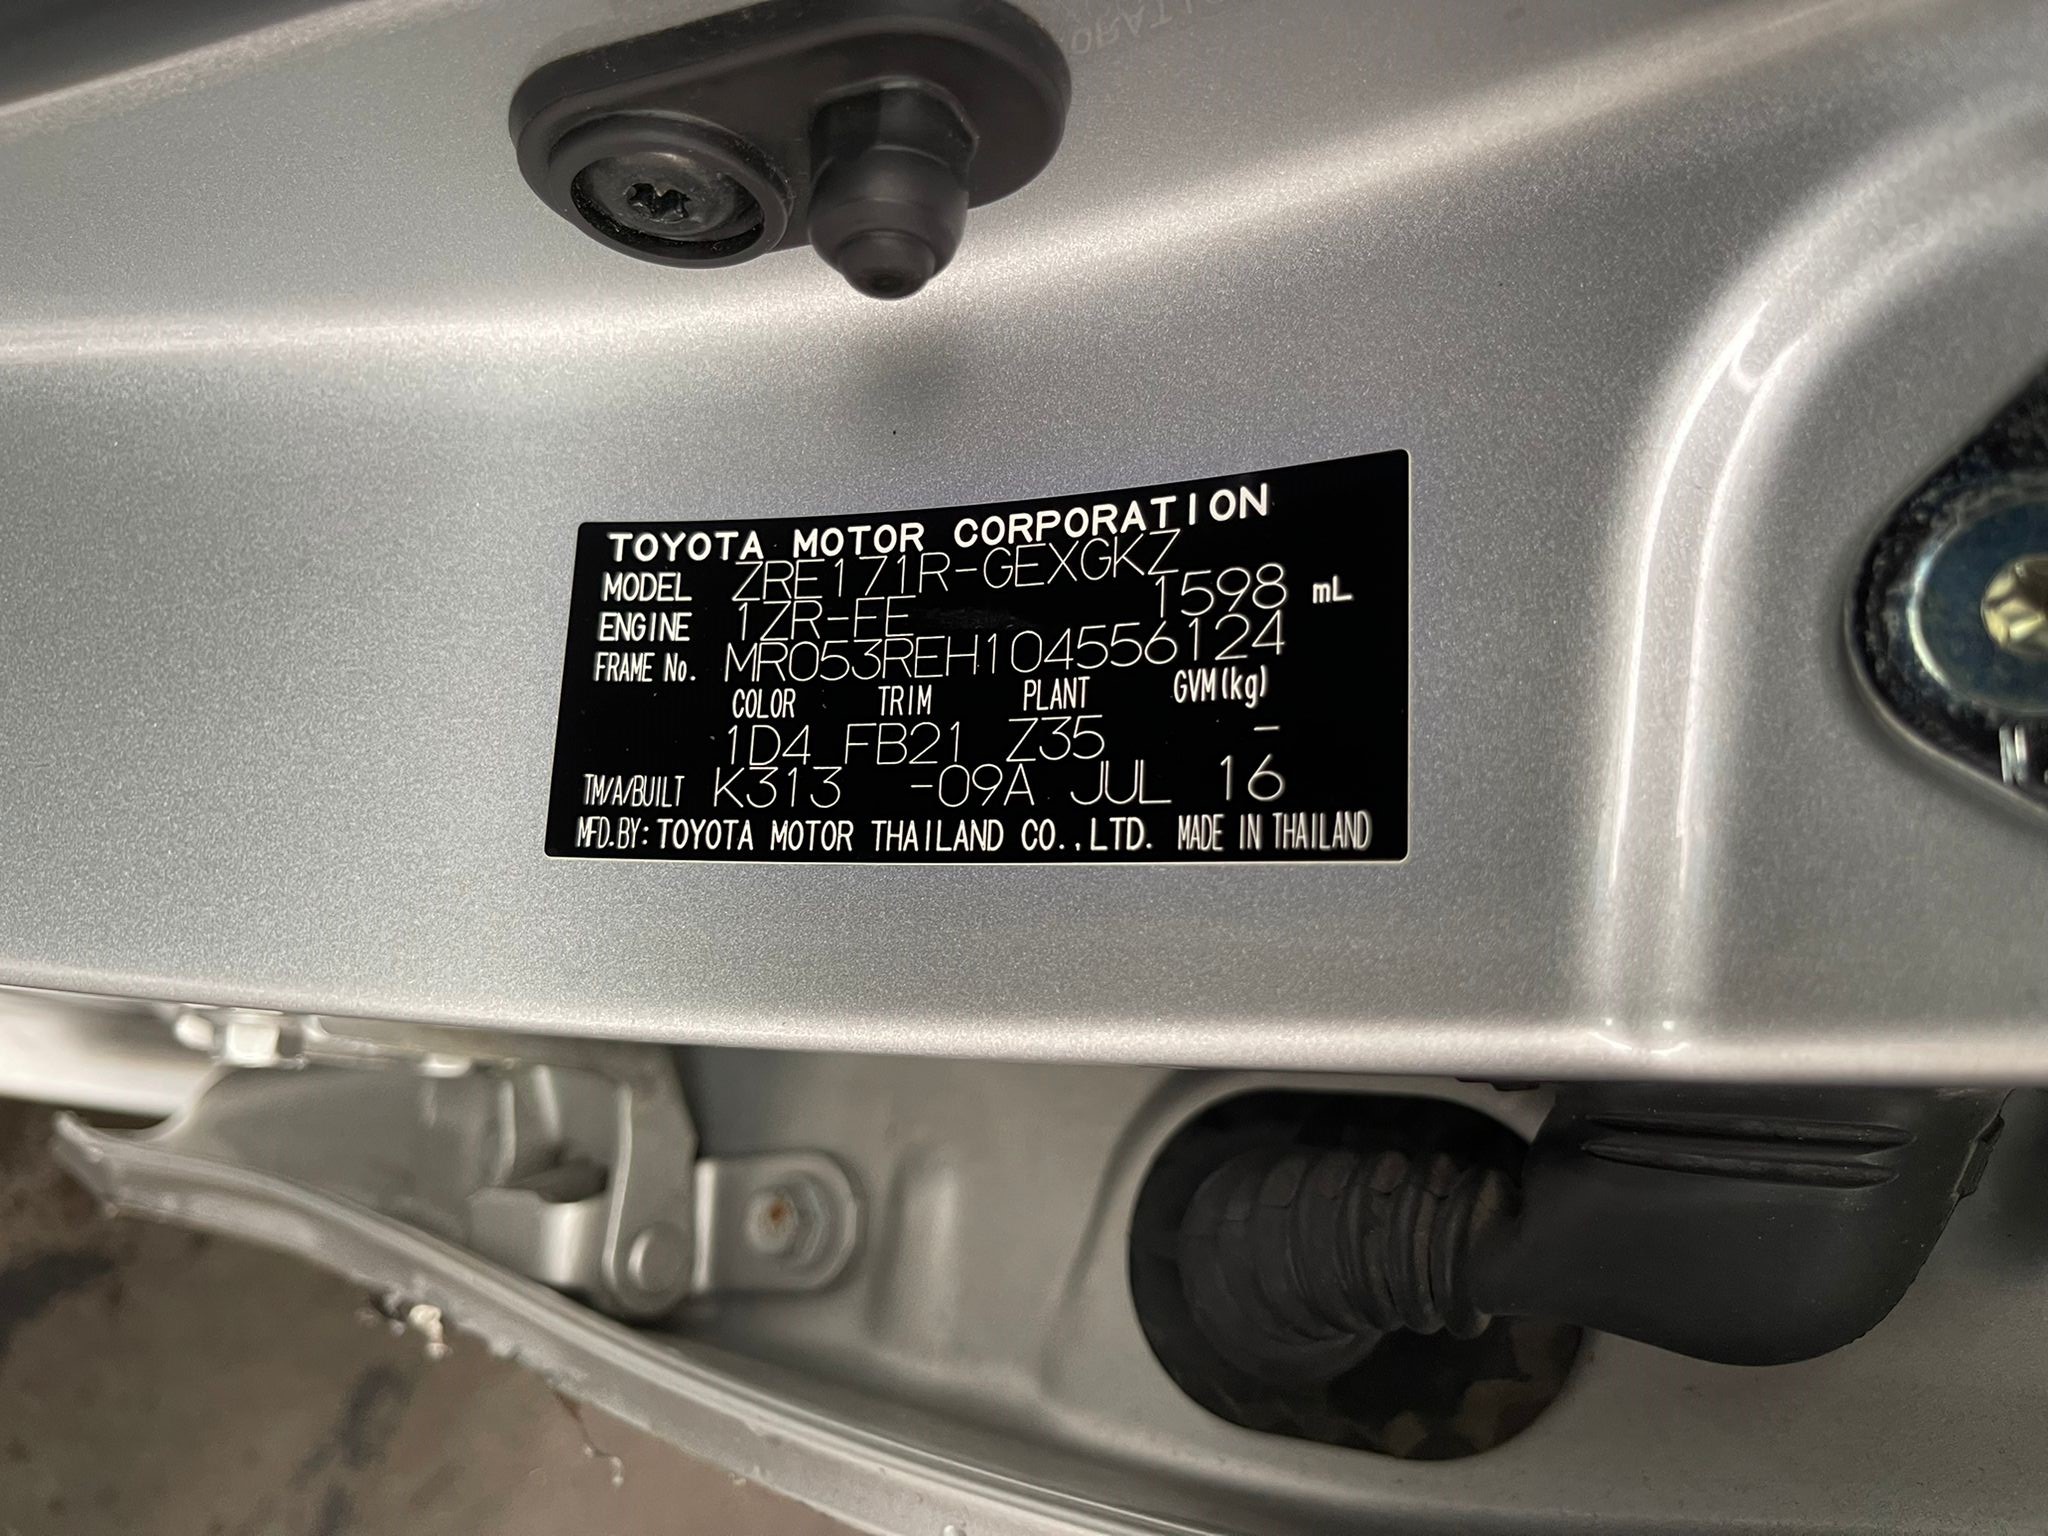 TOYOTA MOTOR CORPORATION
MODEL ZRE171R-GEXGKZ
ENGINE 1ZR-FE 1598 mL
FRAME No. MR053REH104556124
COLOR TRIM PLANT GVM(kg)
1D4 FB21 Z35 -
TM/A/BUILT K313 -09A JUL 16
MFD.BY: TOYOTA MOTOR THAILAND CO.,LTD. MADE IN THAILAND